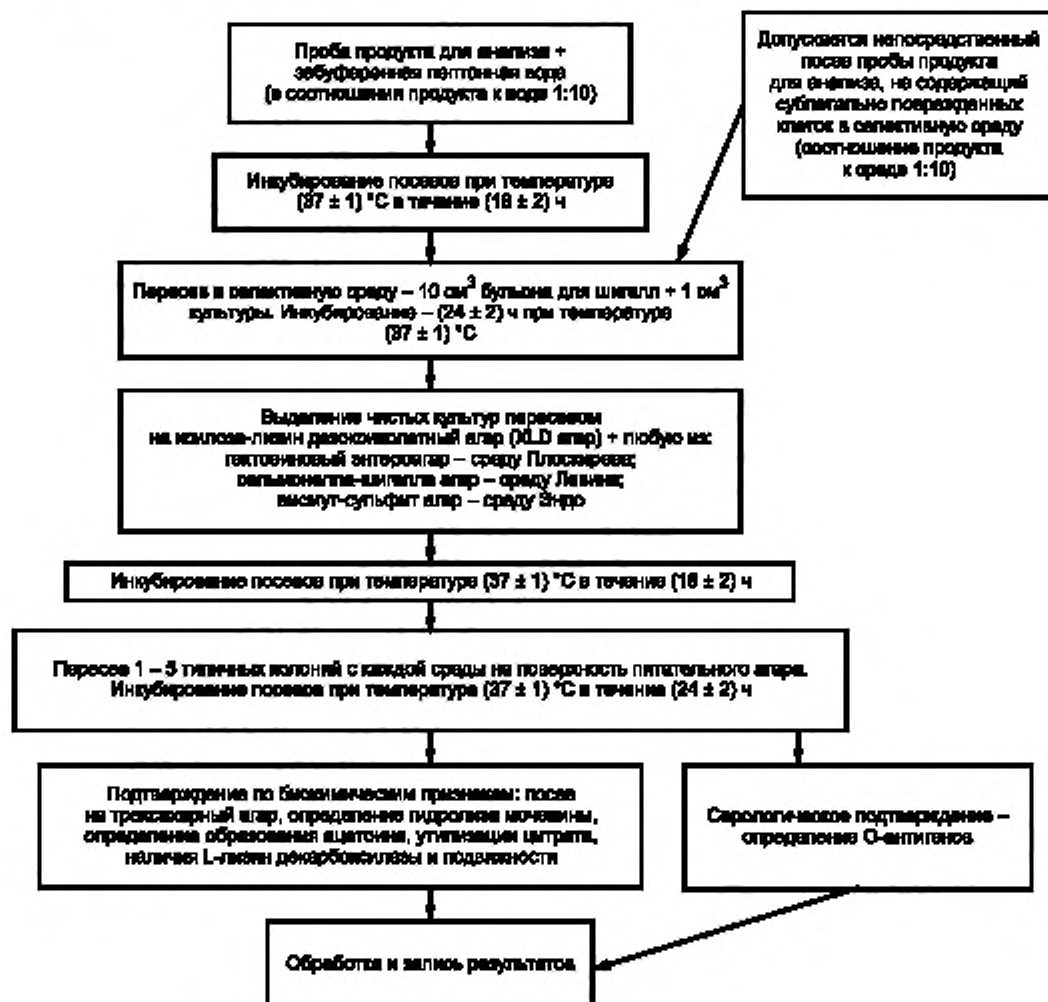 Проба продукта для анализа +
забуференная пептонная вода
(в соотношении продукта к воде 1:10)
Допускается непосредственный
посев пробы продукта
для анализа, не содержащий
сублетально поврежденных
клеток в селективную среду
(соотношение продукта
к среде 1:10)
Инкубирование посевов при температуре
(37 ± 1) °С в течение (18 ± 2) ч
Пересев в селективную среду – 10 см³ бульона для шигелл + 1 см³
культуры. Инкубирование – (24 ± 2) ч при температуре
(37 ± 1) °С
Выделение чистых культур пересевом
на ксилоза-лизин дезоксихолатный агар (XLD агар) + любую из:
гектоиновый энтероагар – среду Плоскирева;
сальмонелла-шигелла агар – среду Левина;
висмут-сульфит агар – среду Эндо
Инкубирование посевов при температуре (37 ± 1) °С в течение (18 ± 2) ч
Пересев 1 – 5 типичных колоний с каждой среды на поверхность питательного агара.
Инкубирование посевов при температуре (37 ± 1) °С в течение (24 ± 2) ч
Подтверждение по биохимическим признакам: посев
на трехсахарный агар, определение гидролиза мочевины,
определение образования ацетоина, утилизации цитрата,
наличия L-лизин декарбоксилазы и подвижности
Серологическое подтверждение –
определение О-антигенов
Обработка и запись результатов